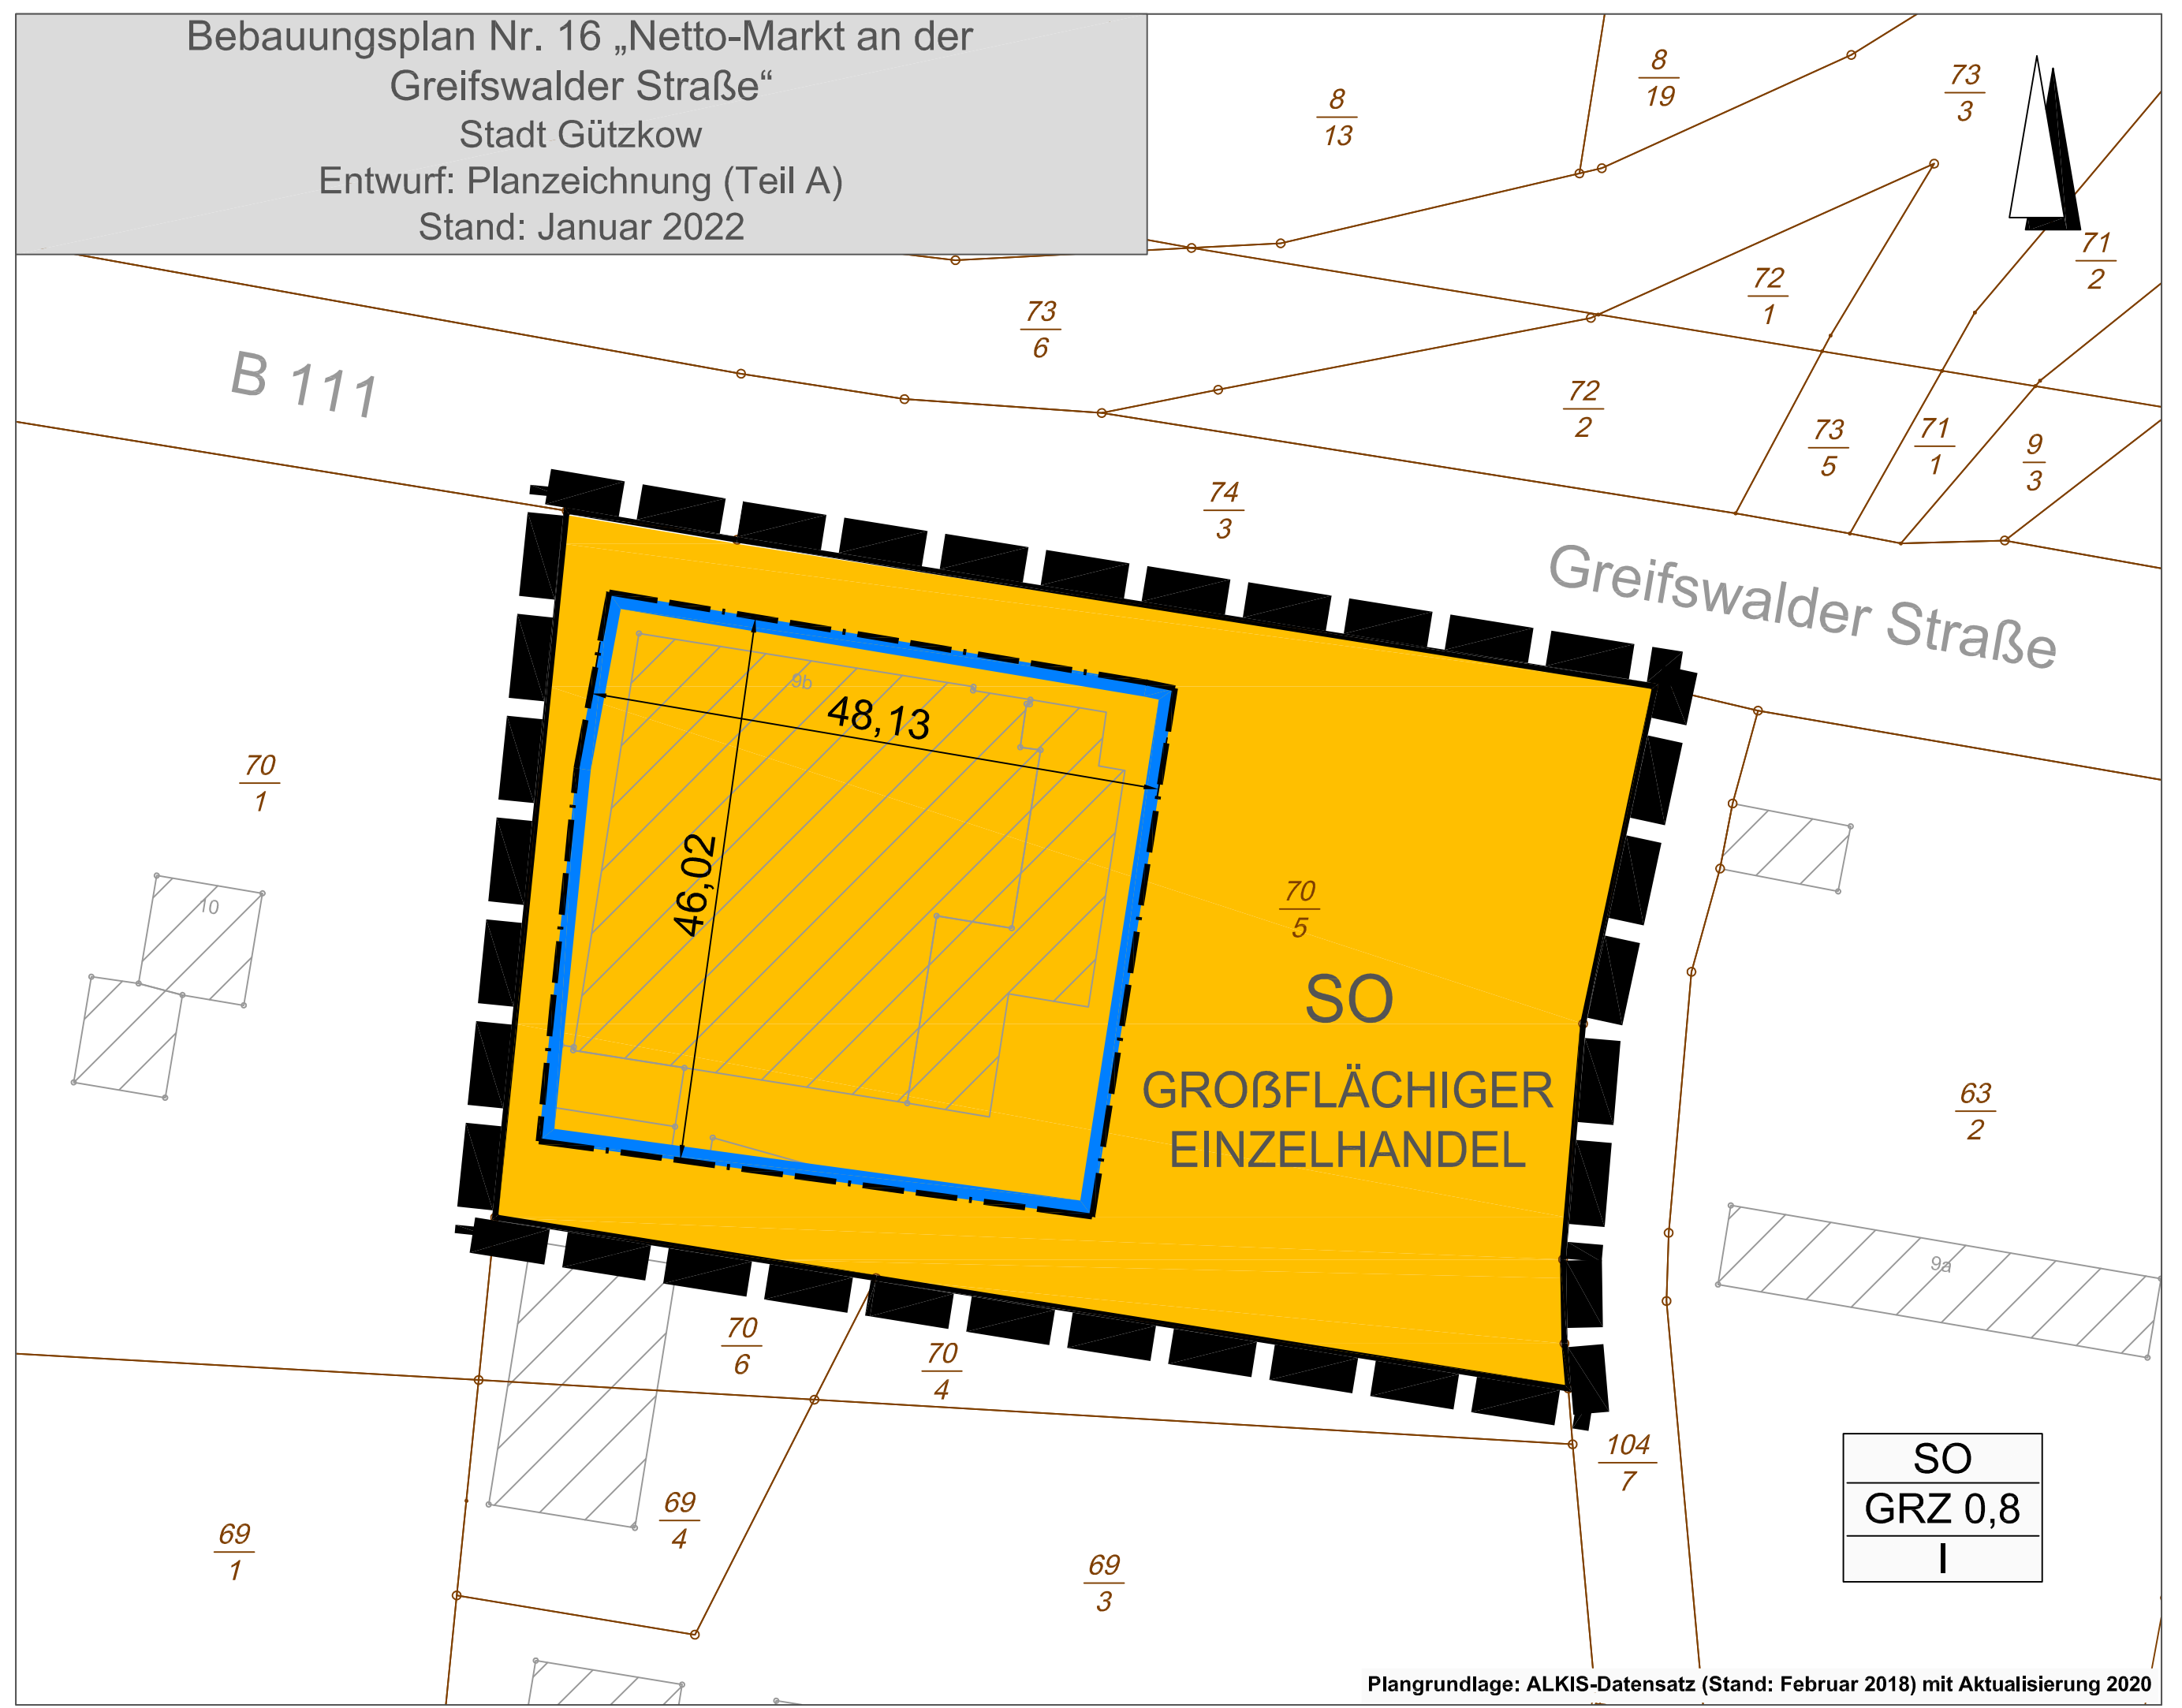 Bebauungsplan Nr. 16 „Netto-Markt an der
Greifswalder Straße“
Stadt Gützkow
Entwurf: Planzeichnung (Teil A)
Stand: Januar 2022
8
13
8
19
73
3
71
2
72
1
73
6
B 111
72
2
73
5
71
1
9
3
74
3
Greifswalder Straße
9b
48,13
70
1
46,02
10
70
5
SO
GROßFLÄCHIGER
EINZELHANDEL
63
2
9a
70
6
70
4
104
7
SO
GRZ 0,8
I
69
4
69
1
69
3
Plangrundlage: ALKIS-Datensatz (Stand: Februar 2018) mit Aktualisierung 2020